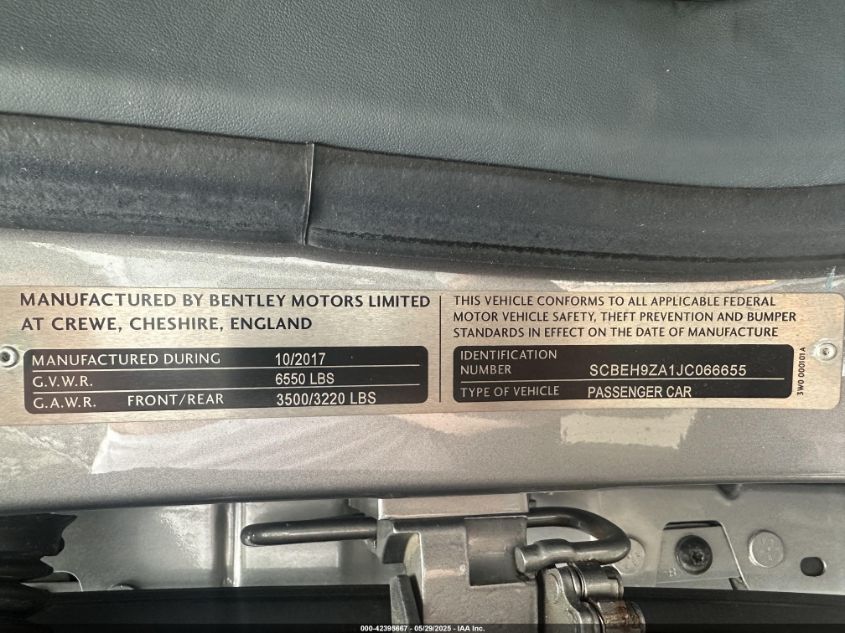 MANUFACTURED BY BENTLEY MOTORS LIMITED
AT CREWE, CHESHIRE, ENGLAND
MANUFACTURED DURING 10/2017
G.V.W.R. 6550 LBS
G.A.W.R. FRONT/REAR 3500/3220 LBS
THIS VEHICLE CONFORMS TO ALL APPLICABLE FEDERAL
MOTOR VEHICLE SAFETY, THEFT PREVENTION AND BUMPER
STANDARDS IN EFFECT ON THE DATE OF MANUFACTURE
IDENTIFICATION
NUMBER SCBEH9ZA1JC066655
TYPE OF VEHICLE PASSENGER CAR
3W0 000101A
000-42395667 - 05/29/2025 - IAA Inc.